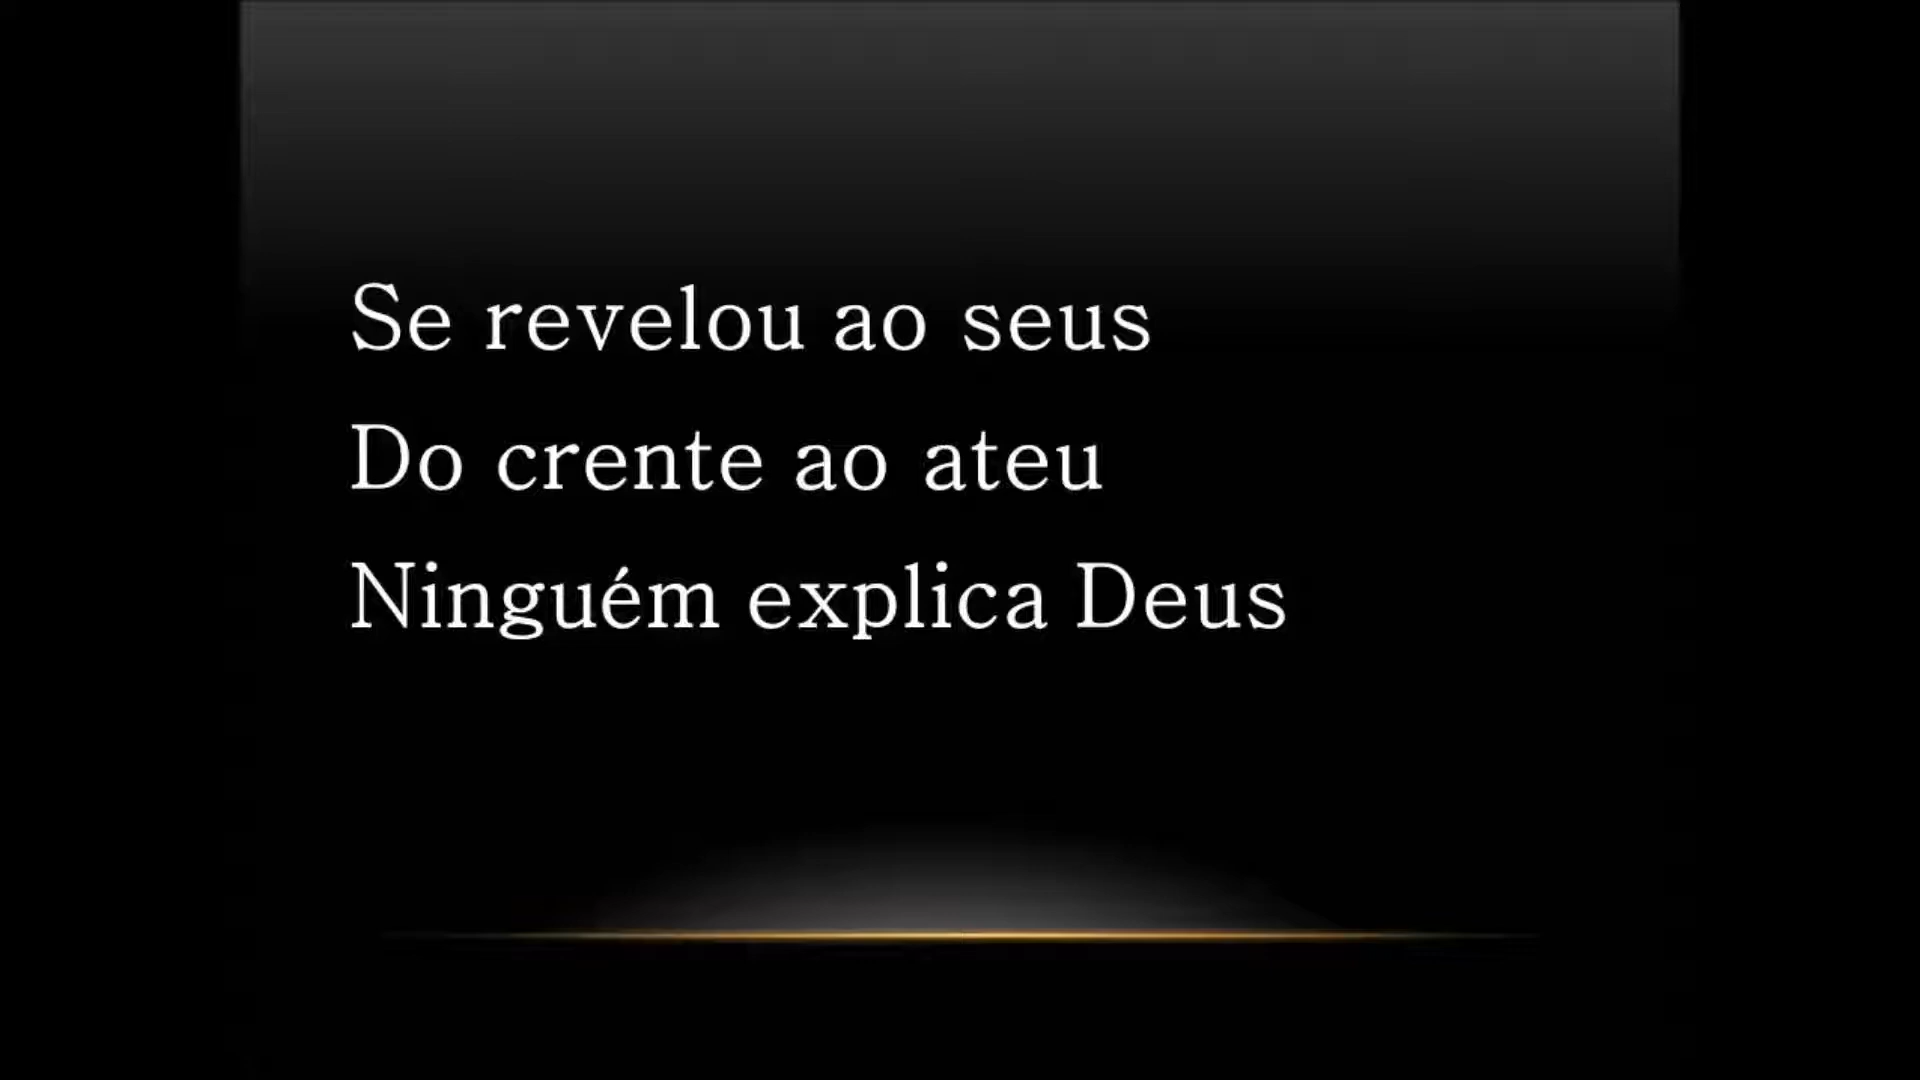 Se revelou ao seus
Do crente ao ateu
Ninguém explica Deus